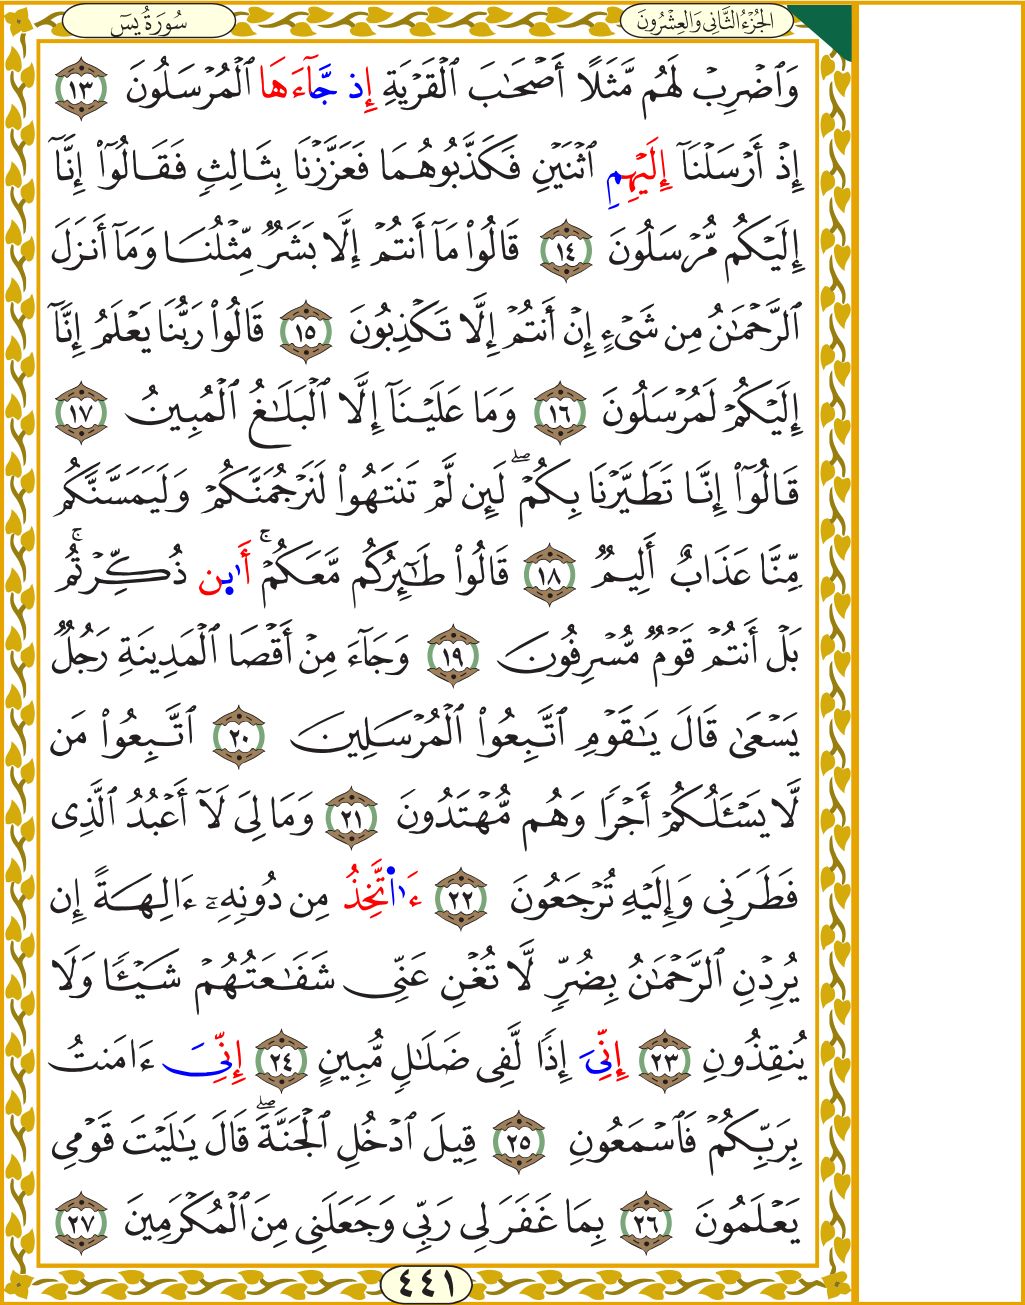 الجُزْءُ الثَّانِي وَالعِشْرُونَ
سُورَةُ يسٓ
وَٱضْرِبْ لَهُم مَّثَلًا أَصْحَٰبَ ٱلْقَرْيَةِ إِذ جَّآءَهَا ٱلْمُرْسَلُونَ ١٣
إِذْ أَرْسَلْنَآ إِلَيْهِمِ ٱثْنَيْنِ فَكَذَّبُوهُمَا فَعَزَّزْنَا بِثَالِثٍ فَقَالُوٓا۟ إِنَّآ
إِلَيْكُم مُّرْسَلُونَ ١٤ قَالُوا۟ مَآ أَنتُمْ إِلَّا بَشَرٌ مِّثْلُنَا وَمَآ أَنزَلَ
ٱلرَّحْمَٰنُ مِن شَىْءٍ إِنْ أَنتُمْ إِلَّا تَكْذِبُونَ ١٥ قَالُوا۟ رَبُّنَا يَعْلَمُ إِنَّآ
إِلَيْكُمْ لَمُرْسَلُونَ ١٦ وَمَا عَلَيْنَآ إِلَّا ٱلْبَلَٰغُ ٱلْمُبِينُ ١٧
قَالُوٓا۟ إِنَّا تَطَيَّرْنَا بِكُمْ ۖ لَئِن لَّمْ تَنتَهُوا۟ لَنَرْجُمَنَّكُمْ وَلَيَمَسَّنَّكُم
مِّنَّا عَذَابٌ أَلِيمٌ ١٨ قَالُوا۟ طَٰٓئِرُكُم مَّعَكُمْ ۚ أَٰىِٕن ذُكِّرْتُم ۚ
بَلْ أَنتُمْ قَوْمٌ مُّسْرِفُونَ ١٩ وَجَآءَ مِنْ أَقْصَا ٱلْمَدِينَةِ رَجُلٌ
يَسْعَىٰ قَالَ يَٰقَوْمِ ٱتَّبِعُوا۟ ٱلْمُرْسَلِينَ ٢٠ ٱتَّبِعُوا۟ مَن
لَّا يَسْـَٔلُكُمْ أَجْرًا وَهُم مُّهْتَدُونَ ٢١ وَمَا لِىَ لَآ أَعْبُدُ ٱلَّذِى
فَطَرَنِى وَإِلَيْهِ تُرْجَعُونَ ٢٢ ءَٰا۬تَّخِذُ مِن دُونِهِۦٓ ءَالِهَةً إِن
يُرِدْنِ ٱلرَّحْمَٰنُ بِضُرٍّ لَّا تُغْنِ عَنِّى شَفَٰعَتُهُمْ شَيْـًٔا وَلَا
يُنقِذُونِ ٢٣ إِنِّىَ إِذًا لَّفِى ضَلَٰلٍ مُّبِينٍ ٢٤ إِنِّىَ ءَامَنتُ
بِرَبِّكُمْ فَٱسْمَعُونِ ٢٥ قِيلَ ٱدْخُلِ ٱلْجَنَّةَ ۖ قَالَ يَٰلَيْتَ قَوْمِى
يَعْلَمُونَ ٢٦ بِمَا غَفَرَ لِى رَبِّى وَجَعَلَنِى مِنَ ٱلْمُكْرَمِينَ ٢٧
٤٤١